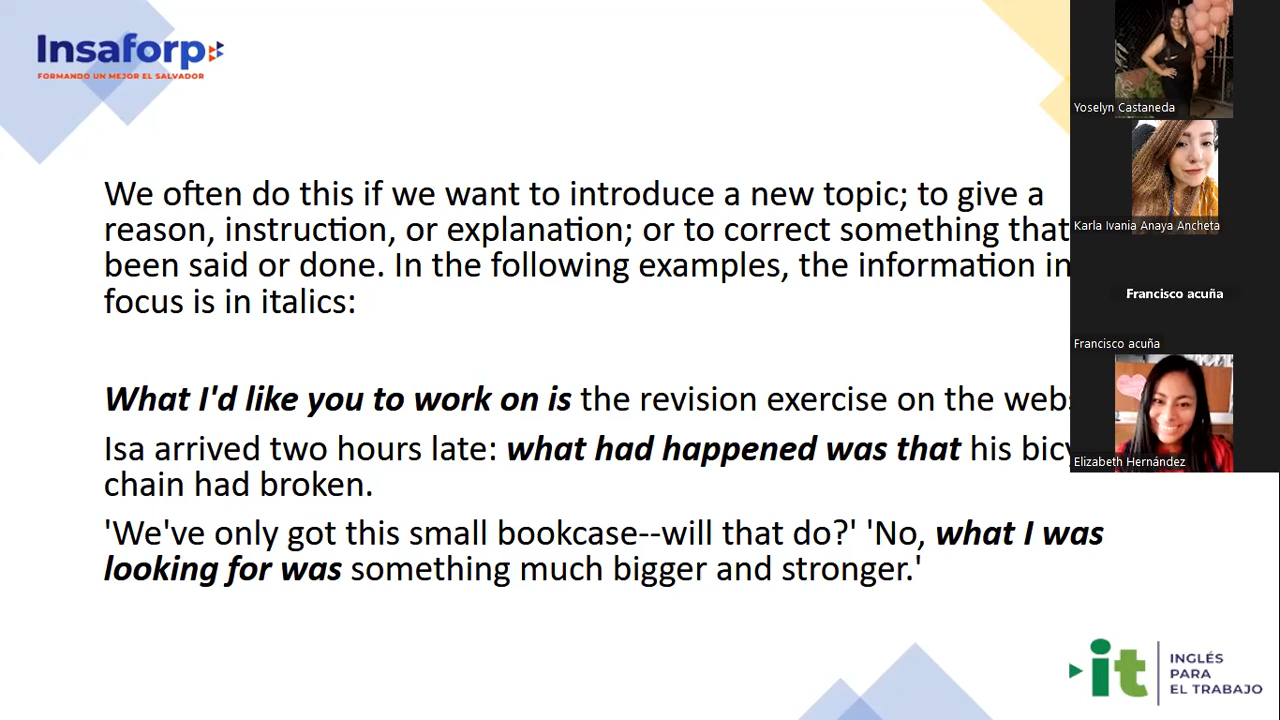 Insaforp
FORMANDO UN MEJOR EL SALVADOR
We often do this if we want to introduce a new topic; to give a
reason, instruction, or explanation; or to correct something that
been said or done. In the following examples, the information in
focus is in italics:
What I'd like you to work on is the revision exercise on the
Isa arrived two hours late: what had happened was that his
chain had broken.
'We've only got this small bookcase--will that do?' 'No, what I was
looking for was something much bigger and stronger.'
Yoselyn Castaneda
Karla Ivania Anaya Ancheta
Francisco acuña
Francisco acuña
Elizabeth Hernández
it
INGLÉS
PARA
EL TRABAJO